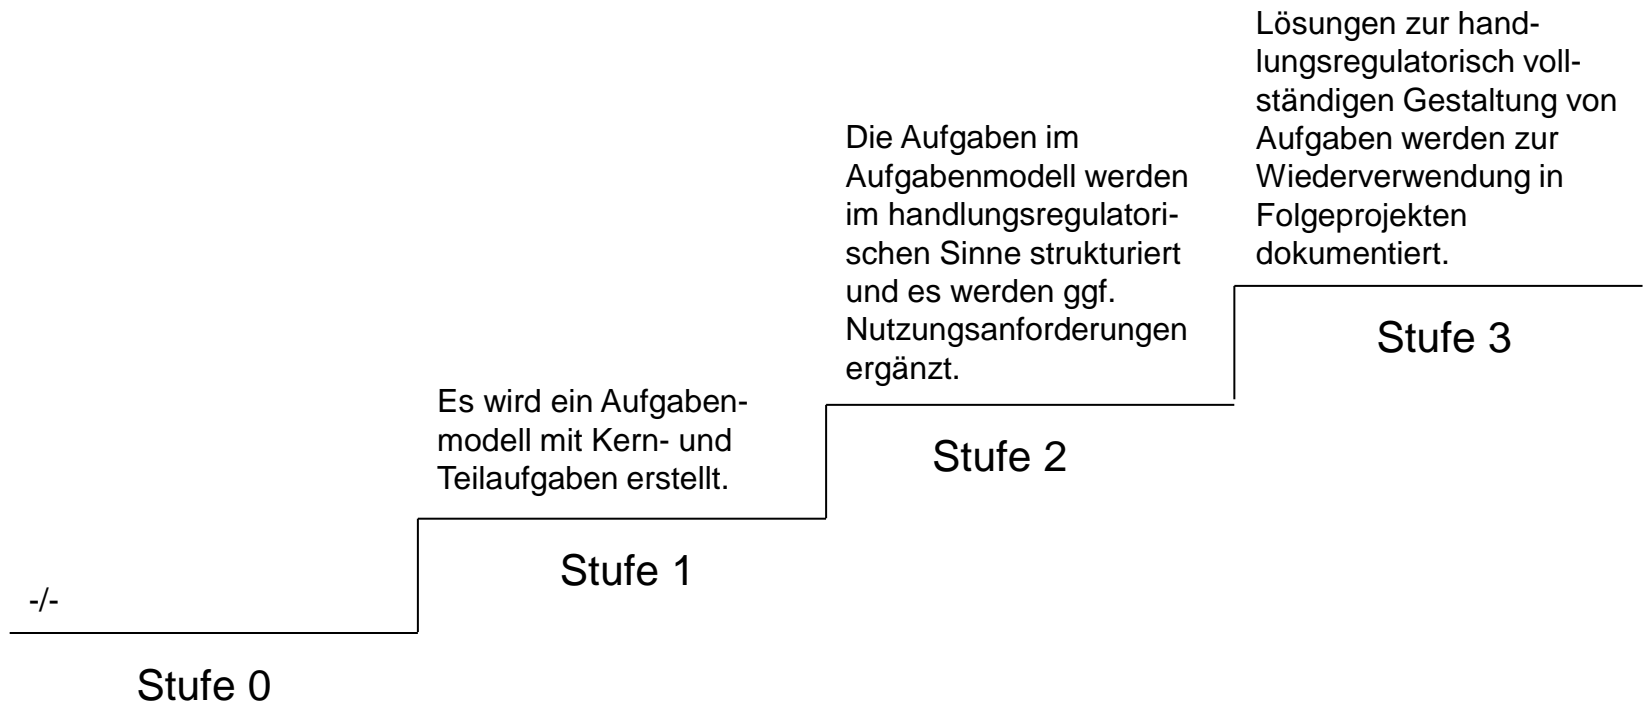 -/-
Stufe 0
Es wird ein Aufgaben-
modell mit Kern- und
Teilaufgaben erstellt.
Stufe 1
Die Aufgaben im
Aufgabenmodell werden
im handlungsregulatori-
schen Sinne strukturiert
und es werden ggf.
Nutzungsanforderungen
ergänzt.
Stufe 2
Lösungen zur hand-
lungsregulatorisch voll-
ständigen Gestaltung von
Aufgaben werden zur
Wiederverwendung in
Folgeprojekten
dokumentiert.
Stufe 3